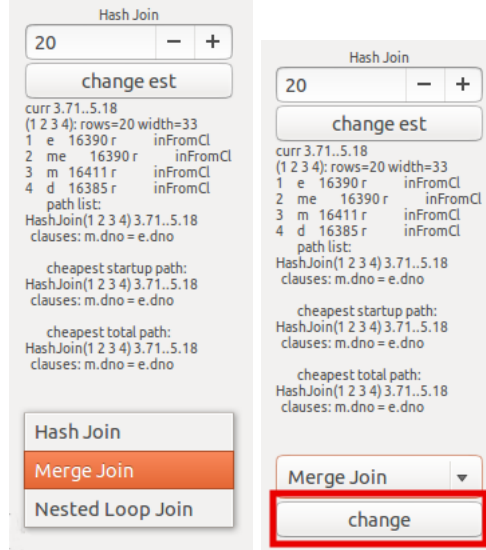 Hash Join
20 − +
change est
curr 3.71..5.18
(1 2 3 4): rows=20 width=33
1 e 16390 r inFromCl
2 me 16390 r inFromCl
3 m 16411 r inFromCl
4 d 16385 r inFromCl
path list:
HashJoin(1 2 3 4) 3.71..5.18
clauses: m.dno = e.dno
cheapest startup path:
HashJoin(1 2 3 4) 3.71..5.18
clauses: m.dno = e.dno
cheapest total path:
HashJoin(1 2 3 4) 3.71..5.18
clauses: m.dno = e.dno
Hash Join
Merge Join
Nested Loop Join
Hash Join
20 − +
change est
curr 3.71..5.18
(1 2 3 4): rows=20 width=33
1 e 16390 r inFromCl
2 me 16390 r inFromCl
3 m 16411 r inFromCl
4 d 16385 r inFromCl
path list:
HashJoin(1 2 3 4) 3.71..5.18
clauses: m.dno = e.dno
cheapest startup path:
HashJoin(1 2 3 4) 3.71..5.18
clauses: m.dno = e.dno
cheapest total path:
HashJoin(1 2 3 4) 3.71..5.18
clauses: m.dno = e.dno
Merge Join
change